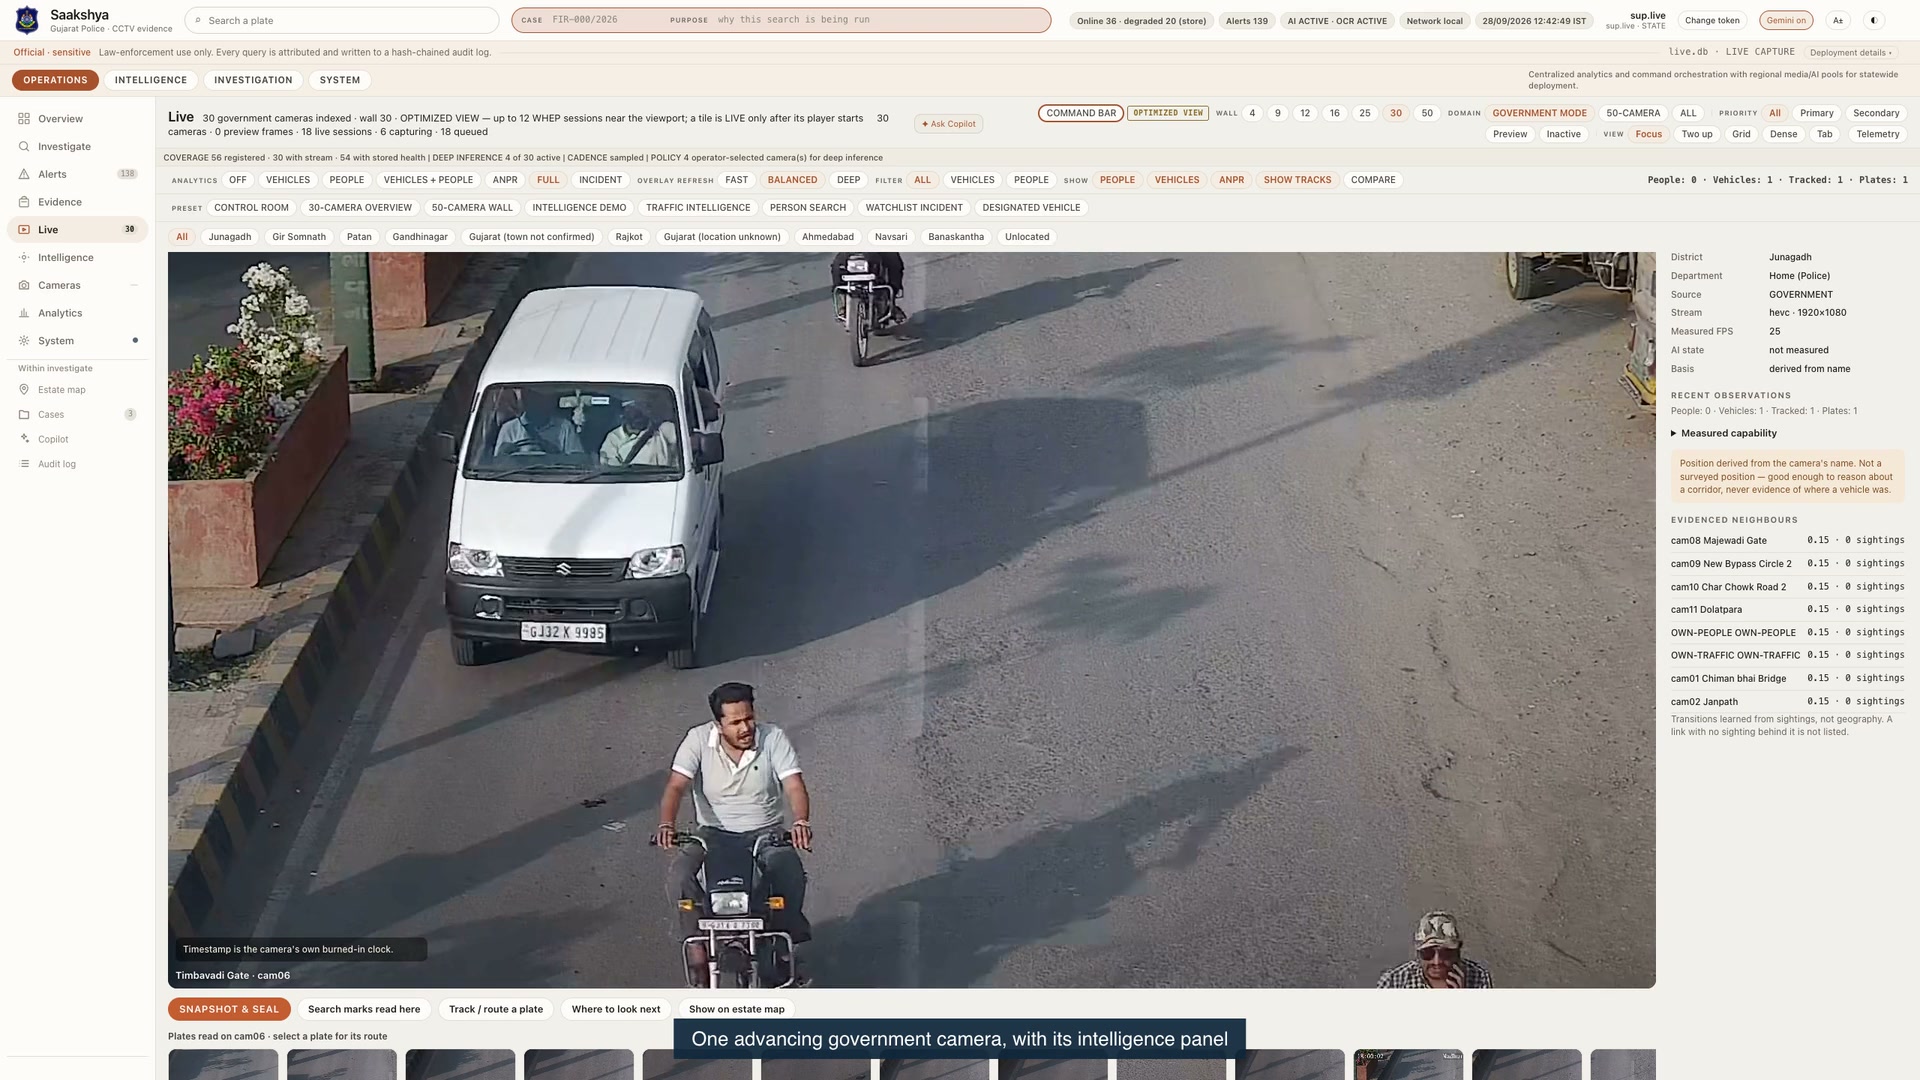 Saakshya
Gujarat Police · CCTV evidence
Search a plate
CASE FIR-000/2026 PURPOSE why this search is being run
Online 36 · degraded 20 (store)
Alerts 139
AI ACTIVE · OCR ACTIVE
Network local
28/09/2026 12:42:49 IST
sup.live
sup.live · STATE
Change token
Gemini on
A±
Official · sensitive Law-enforcement use only. Every query is attributed and written to a hash-chained audit log.
live.db · LIVE CAPTURE Deployment details ›
OPERATIONS INTELLIGENCE INVESTIGATION SYSTEM
Centralized analytics and command orchestration with regional media/AI pools for statewide
deployment.
Overview
Investigate
Alerts 138
Evidence
Live 30
Intelligence
Cameras
Analytics
System
Within investigate
Estate map
Cases 3
Copilot
Audit log
Live 30 government cameras indexed · wall 30 · OPTIMIZED VIEW — up to 12 WHEP sessions near the viewport; a tile is LIVE only after its player starts 30
cameras · 0 preview frames · 18 live sessions · 6 capturing · 18 queued
✦ Ask Copilot
COMMAND BAR OPTIMIZED VIEW WALL 4 9 12 16 25 30 50 DOMAIN GOVERNMENT MODE 50-CAMERA ALL PRIORITY All Primary Secondary
Preview Inactive VIEW Focus Two up Grid Dense Tab Telemetry
COVERAGE 56 registered · 30 with stream · 54 with stored health | DEEP INFERENCE 4 of 30 active | CADENCE sampled | POLICY 4 operator-selected camera(s) for deep inference
ANALYTICS OFF VEHICLES PEOPLE VEHICLES + PEOPLE ANPR FULL INCIDENT OVERLAY REFRESH FAST BALANCED DEEP FILTER ALL VEHICLES PEOPLE SHOW PEOPLE VEHICLES ANPR SHOW TRACKS COMPARE
People: 0 · Vehicles: 1 · Tracked: 1 · Plates: 1
PRESET CONTROL ROOM 30-CAMERA OVERVIEW 50-CAMERA WALL INTELLIGENCE DEMO TRAFFIC INTELLIGENCE PERSON SEARCH WATCHLIST INCIDENT DESIGNATED VEHICLE
All Junagadh Gir Somnath Patan Gandhinagar Gujarat (town not confirmed) Rajkot Gujarat (location unknown) Ahmedabad Navsari Banaskantha Unlocated
GJ32 K 9985
Timestamp is the camera's own burned-in clock.
Timbavadi Gate · cam06
District Junagadh
Department Home (Police)
Source GOVERNMENT
Stream hevc · 1920×1080
Measured FPS 25
AI state not measured
Basis derived from name
RECENT OBSERVATIONS
People: 0 · Vehicles: 1 · Tracked: 1 · Plates: 1
▶ Measured capability
Position derived from the camera's name. Not a
surveyed position — good enough to reason about
a corridor, never evidence of where a vehicle was.
EVIDENCED NEIGHBOURS
cam08 Majewadi Gate 0.15 · 0 sightings
cam09 New Bypass Circle 2 0.15 · 0 sightings
cam10 Char Chowk Road 2 0.15 · 0 sightings
cam11 Dolatpara 0.15 · 0 sightings
OWN-PEOPLE OWN-PEOPLE 0.15 · 0 sightings
OWN-TRAFFIC OWN-TRAFFIC 0.15 · 0 sightings
cam01 Chiman bhai Bridge 0.15 · 0 sightings
cam02 Janpath 0.15 · 0 sightings
Transitions learned from sightings, not geography. A
link with no sighting behind it is not listed.
SNAPSHOT & SEAL Search marks read here Track / route a plate Where to look next Show on estate map
Plates read on cam06 · select a plate for its route
One advancing government camera, with its intelligence panel